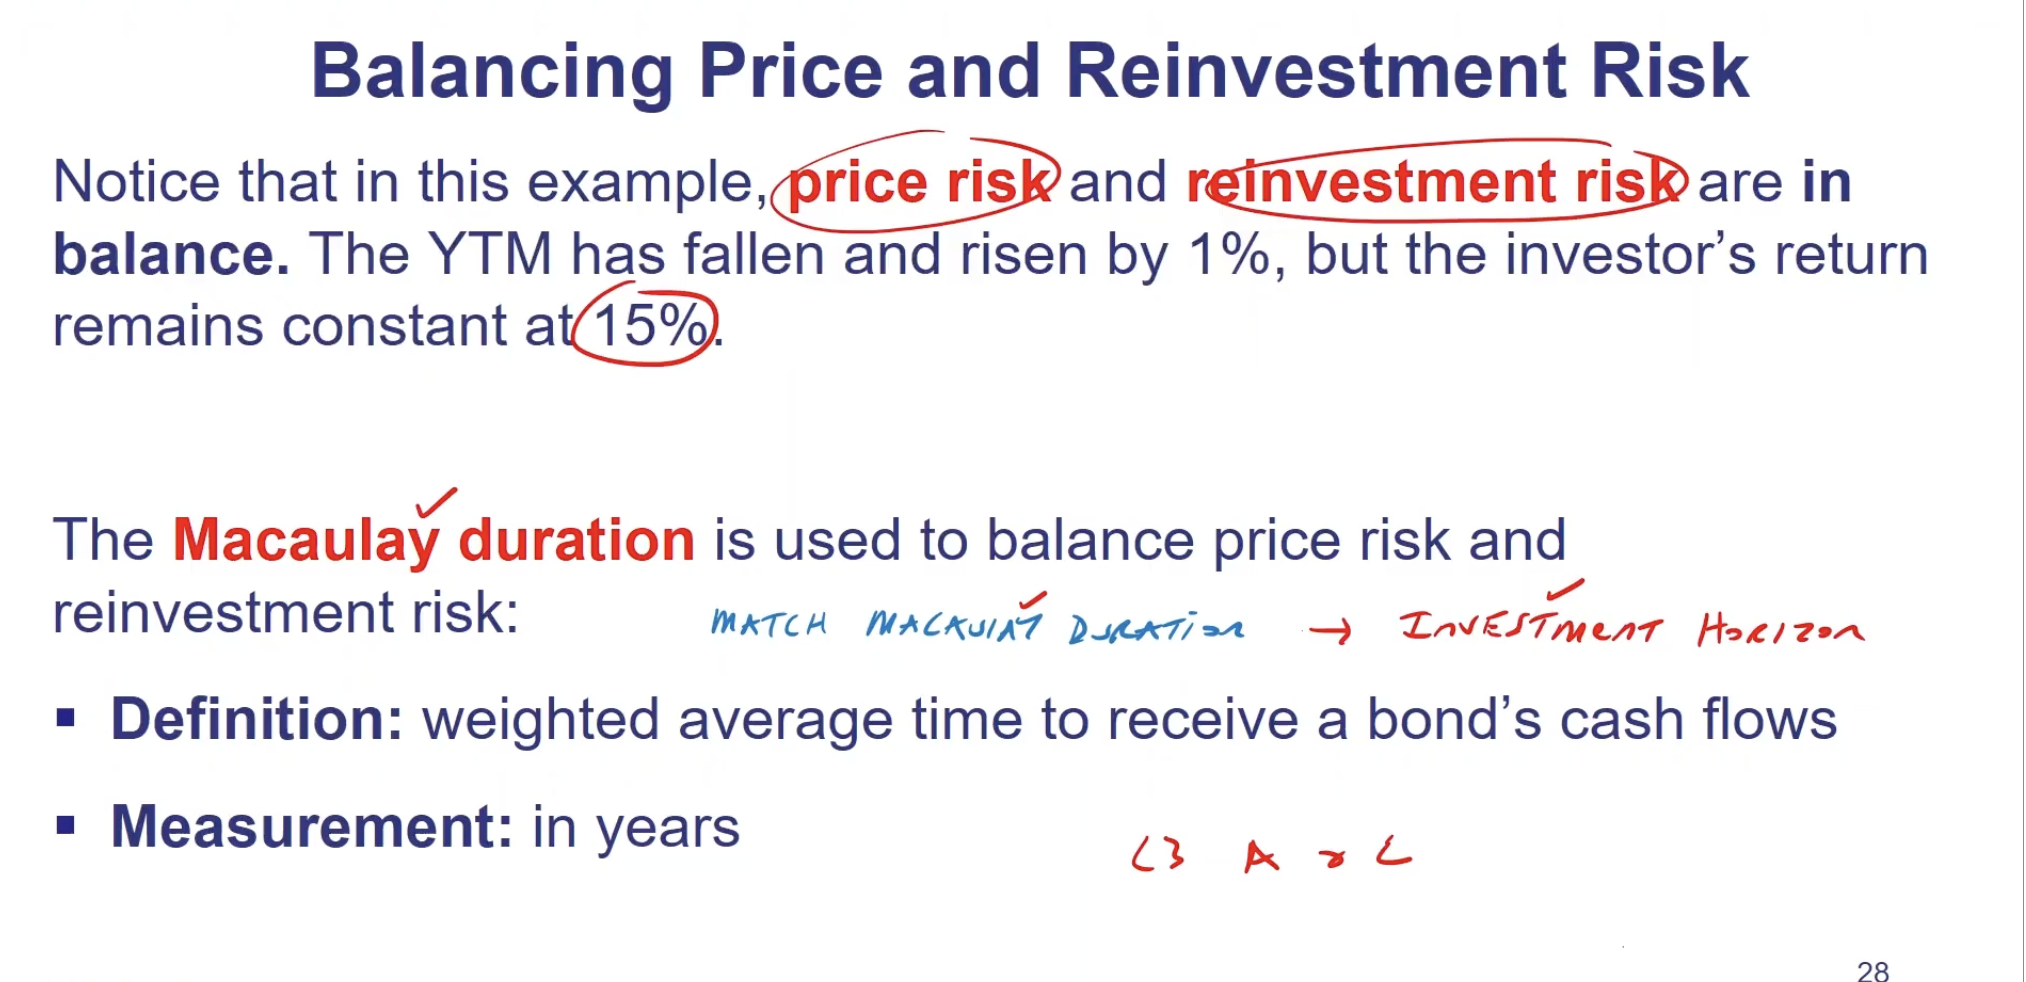 Balancing Price and Reinvestment Risk
Notice that in this example, price risk and reinvestment risk are in
balance. The YTM has fallen and risen by 1%, but the investor’s return
remains constant at 15%.
The Macaulay duration is used to balance price risk and
reinvestment risk:
MATCH MACAULAY DURATION → INVESTMENT HORIZON
▪ Definition: weighted average time to receive a bond’s cash flows
▪ Measurement: in years
L3 A
28